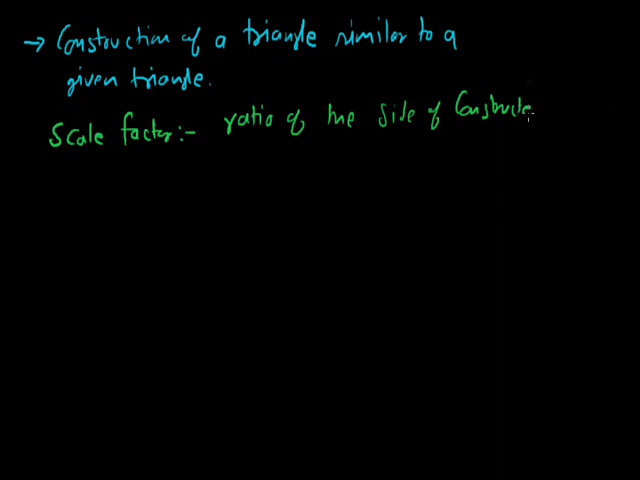 → Construction of a triangle similar to a
given triangle.
Scale factor:- ratio of the side of Constructe